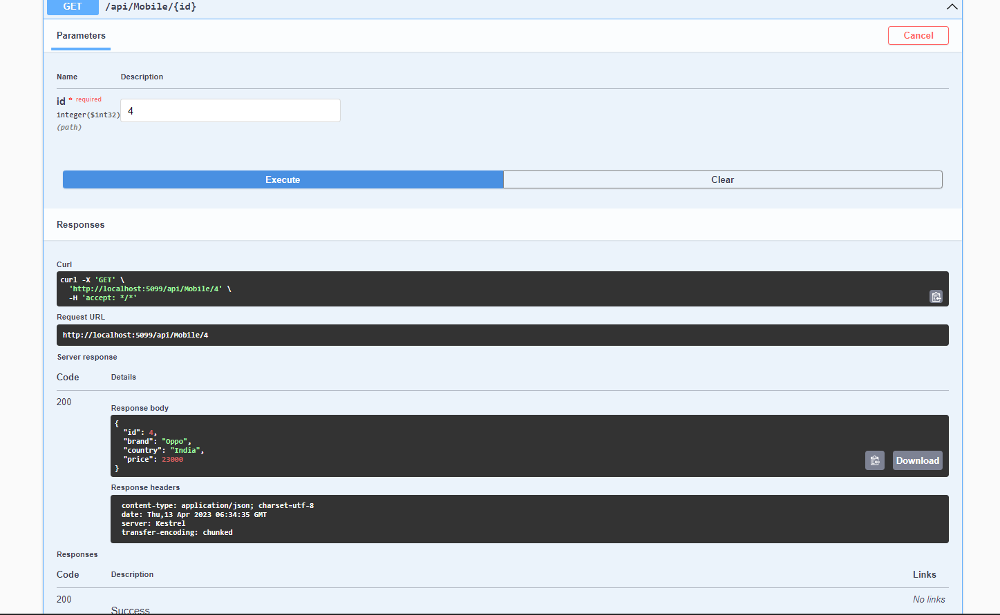 GET /api/Mobile/{id}
Parameters
Cancel
Name Description
id * required
integer($int32)
(path)
4
Execute Clear
Responses
Curl
curl -X 'GET' \
'http://localhost:5099/api/Mobile/4' \
-H 'accept: */*'
Request URL
http://localhost:5099/api/Mobile/4
Server response
Code Details
200
Response body
{
"id": 4,
"brand": "Oppo",
"country": "India",
"price": 23000
}
Download
Response headers
content-type: application/json; charset=utf-8
date: Thu,13 Apr 2023 06:34:35 GMT
server: Kestrel
transfer-encoding: chunked
Responses
Code Description Links
200 No links
Success